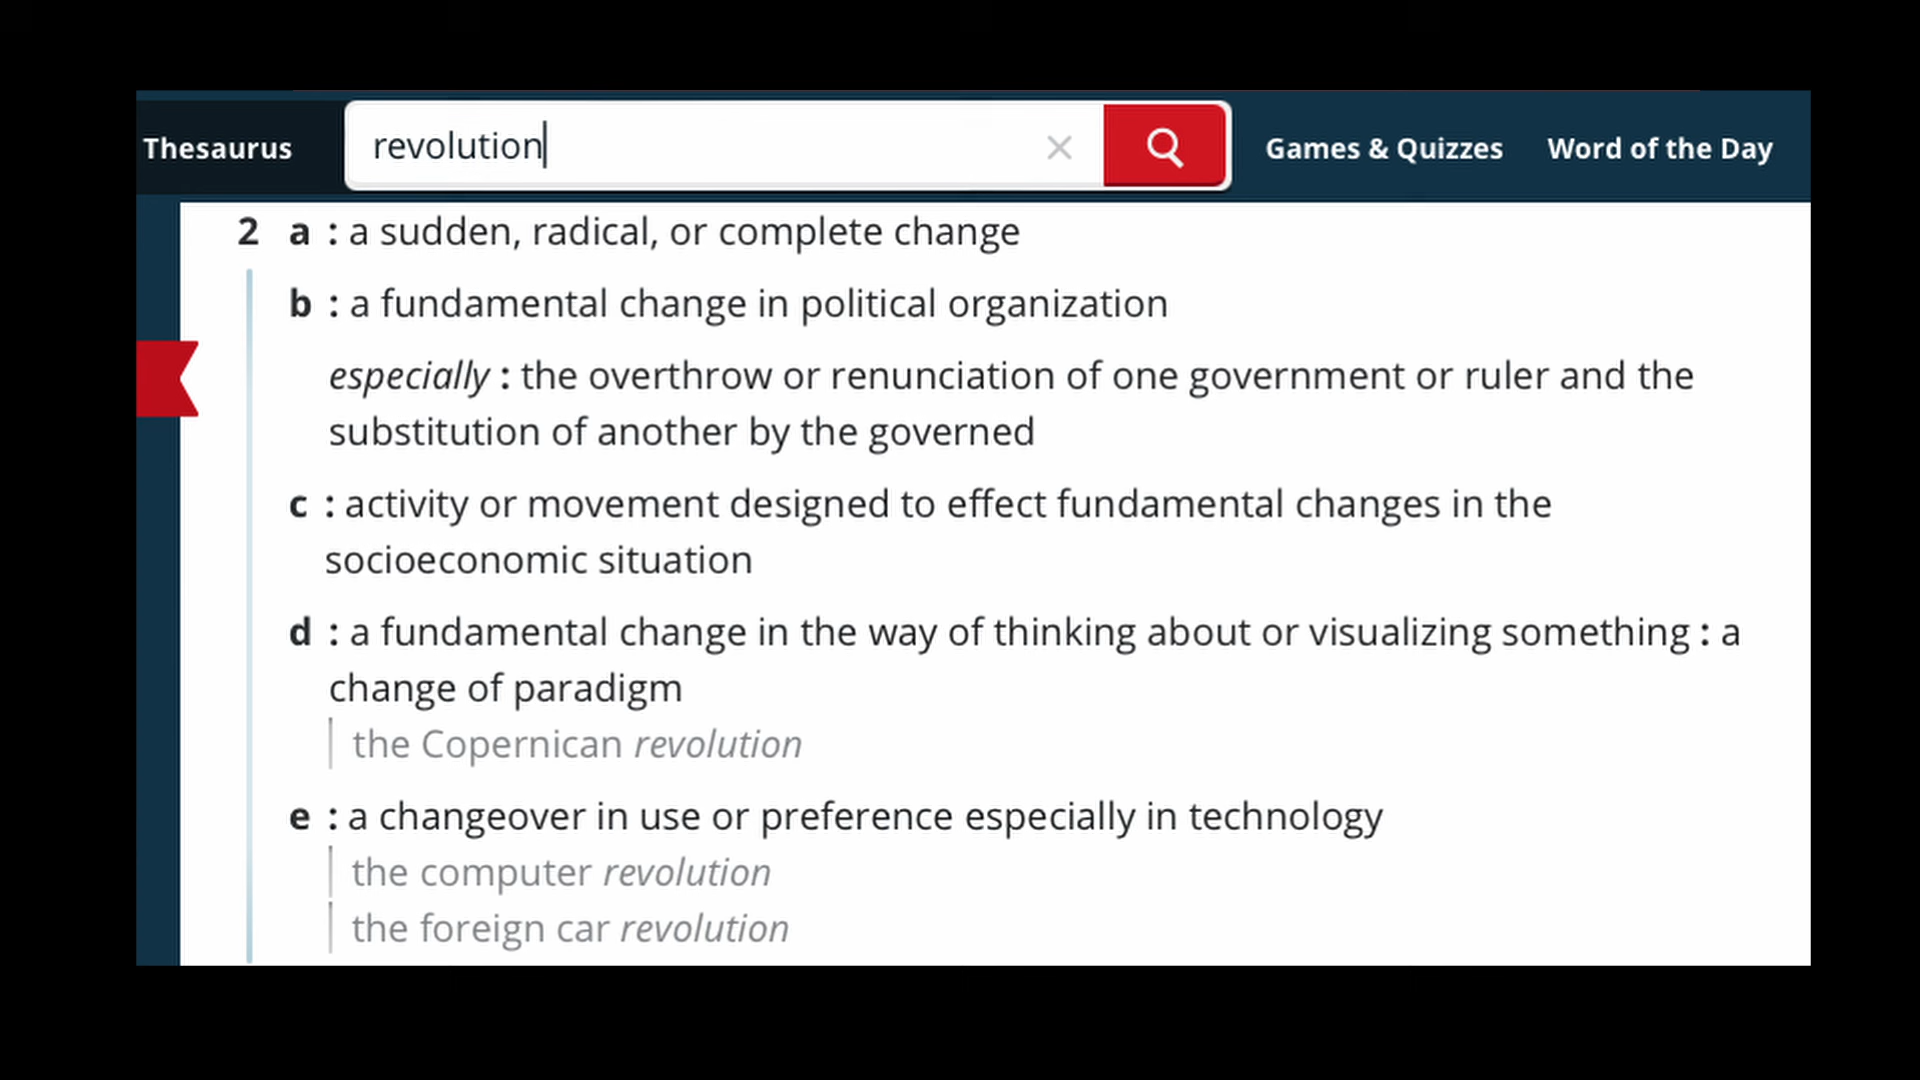 Thesaurus revolution Games & Quizzes Word of the Day
2 a : a sudden, radical, or complete change
b : a fundamental change in political organization
especially : the overthrow or renunciation of one government or ruler and the
substitution of another by the governed
c : activity or movement designed to effect fundamental changes in the
socioeconomic situation
d : a fundamental change in the way of thinking about or visualizing something : a
change of paradigm
the Copernican revolution
e : a changeover in use or preference especially in technology
the computer revolution
the foreign car revolution